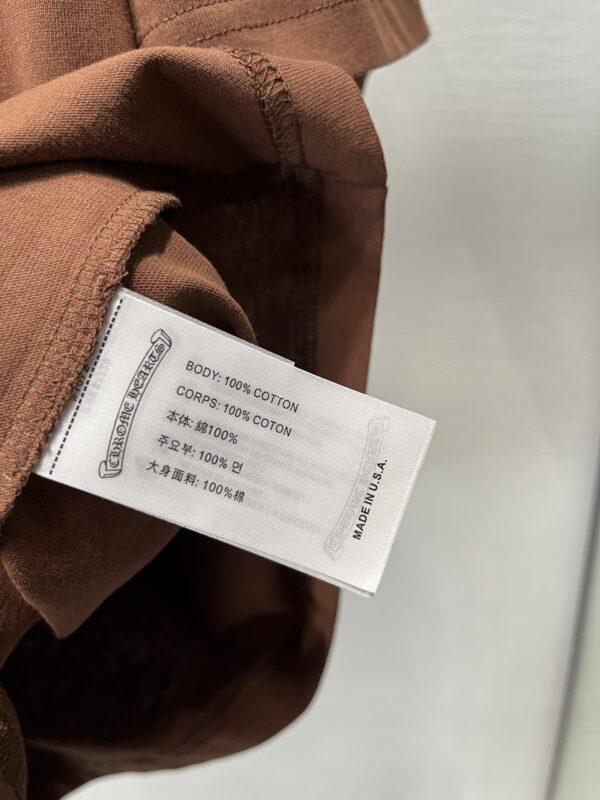 CHROME HEARTS
BODY: 100% COTTON
CORPS: 100% COTON
本体: 綿100%
주요부: 100% 면
大身面料: 100%棉
MADE IN U.S.A.